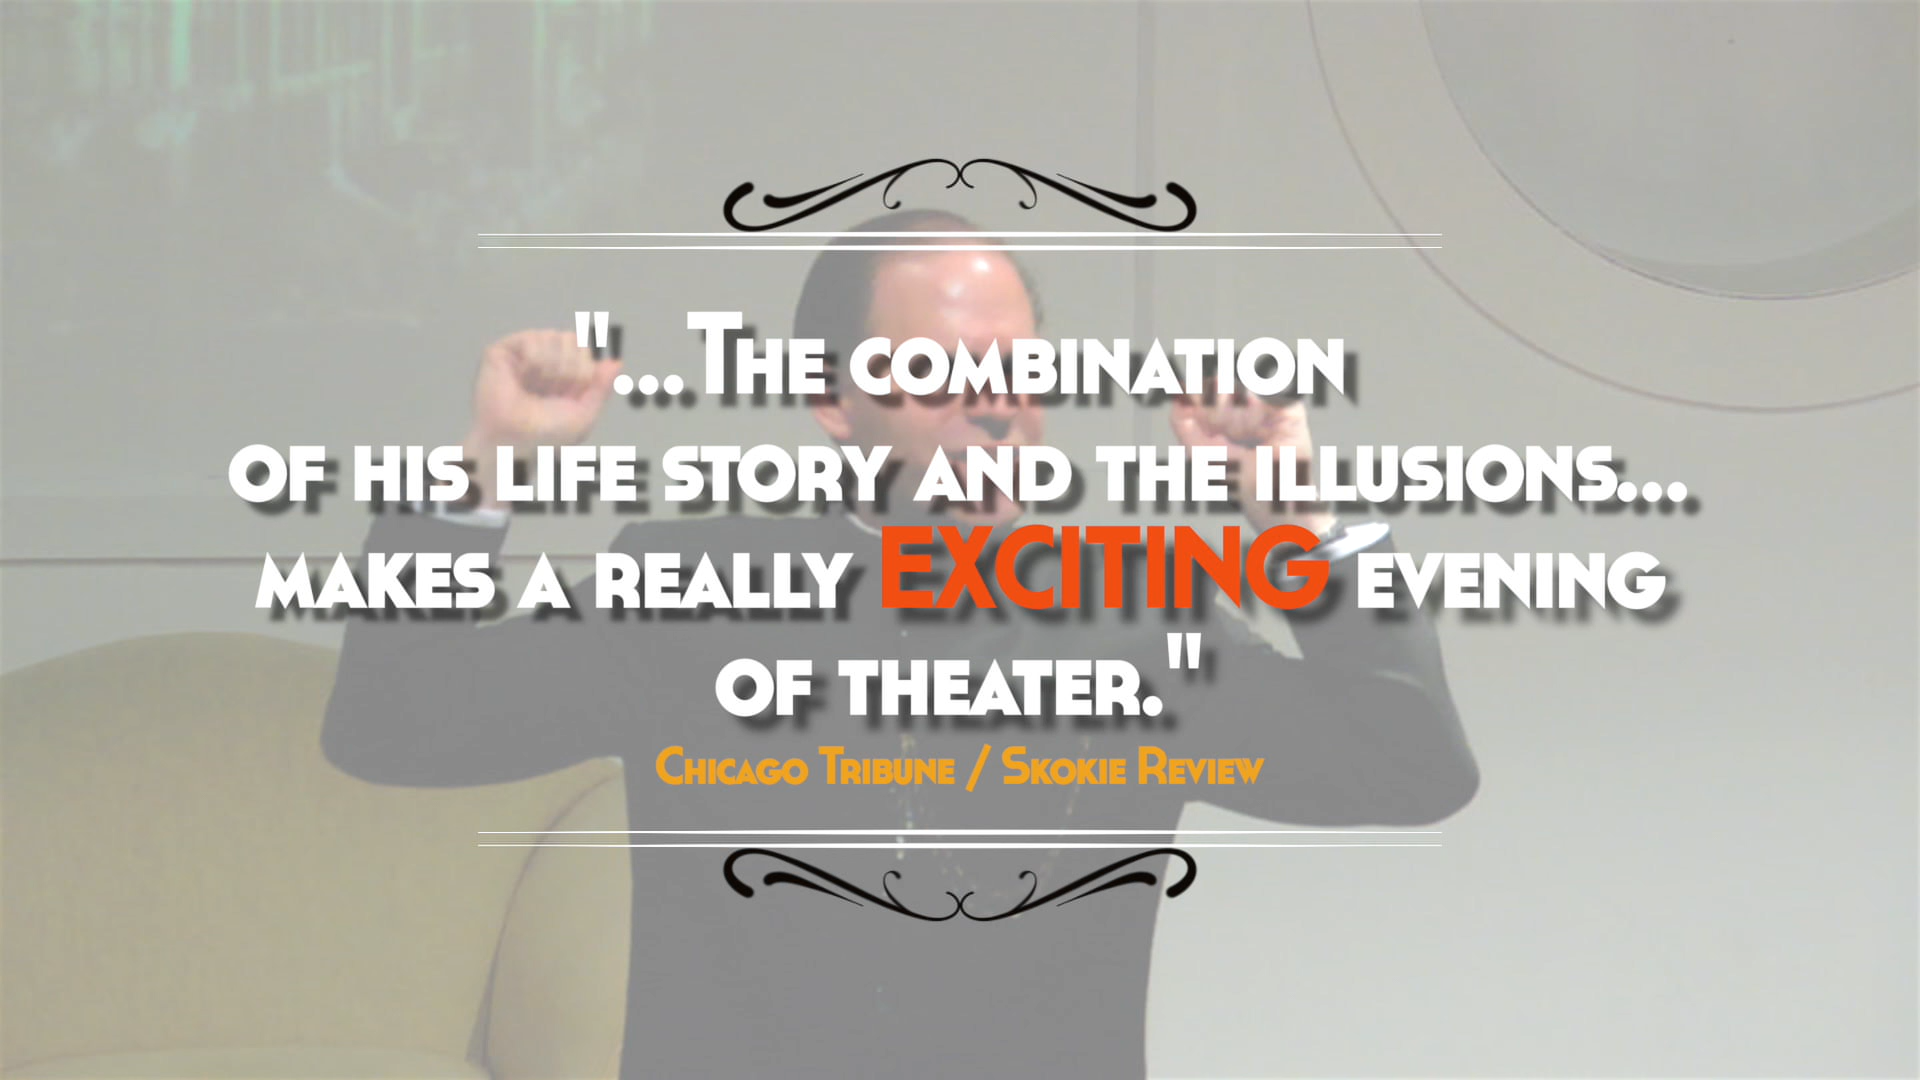 "...The combination
of his life story and the illusions...
makes a really EXCITING evening
of theater."
Chicago Tribune / Skokie Review